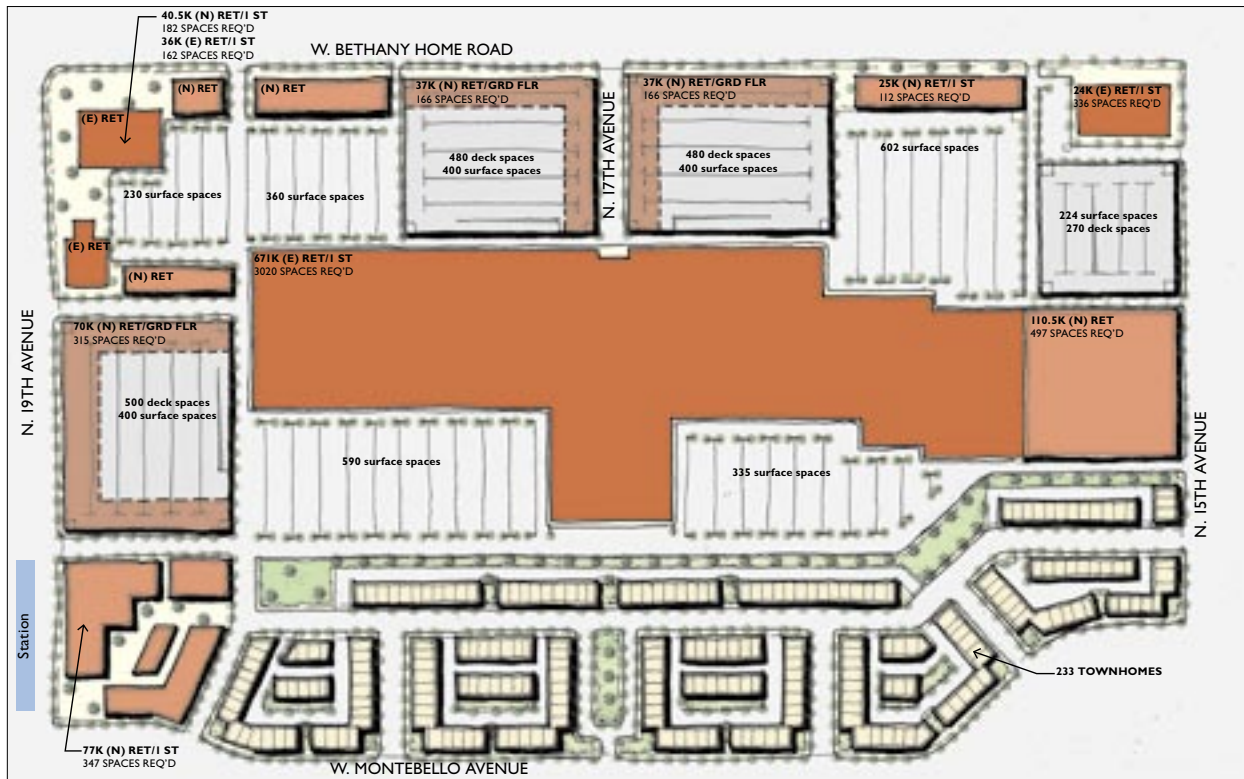 40.5K (N) RET/1 ST
182 SPACES REQ'D
36K (E) RET/1 ST
162 SPACES REQ'D
W. BETHANY HOME ROAD
(N) RET
(N) RET
37K (N) RET/GRD FLR
166 SPACES REQ'D
37K (N) RET/GRD FLR
166 SPACES REQ'D
25K (N) RET/1 ST
112 SPACES REQ'D
24K (E) RET/1 ST
336 SPACES REQ'D
(E) RET
N. 17TH AVENUE
602 surface spaces
480 deck spaces
400 surface spaces
480 deck spaces
400 surface spaces
230 surface spaces
360 surface spaces
224 surface spaces
270 deck spaces
(E) RET
(N) RET
671K (E) RET/1 ST
3020 SPACES REQ'D
N. 19TH AVENUE
70K (N) RET/GRD FLR
315 SPACES REQ'D
110.5K (N) RET
497 SPACES REQ'D
500 deck spaces
400 surface spaces
590 surface spaces
335 surface spaces
N. 15TH AVENUE
Station
233 TOWNHOMES
77K (N) RET/1 ST
347 SPACES REQ'D
W. MONTEBELLO AVENUE